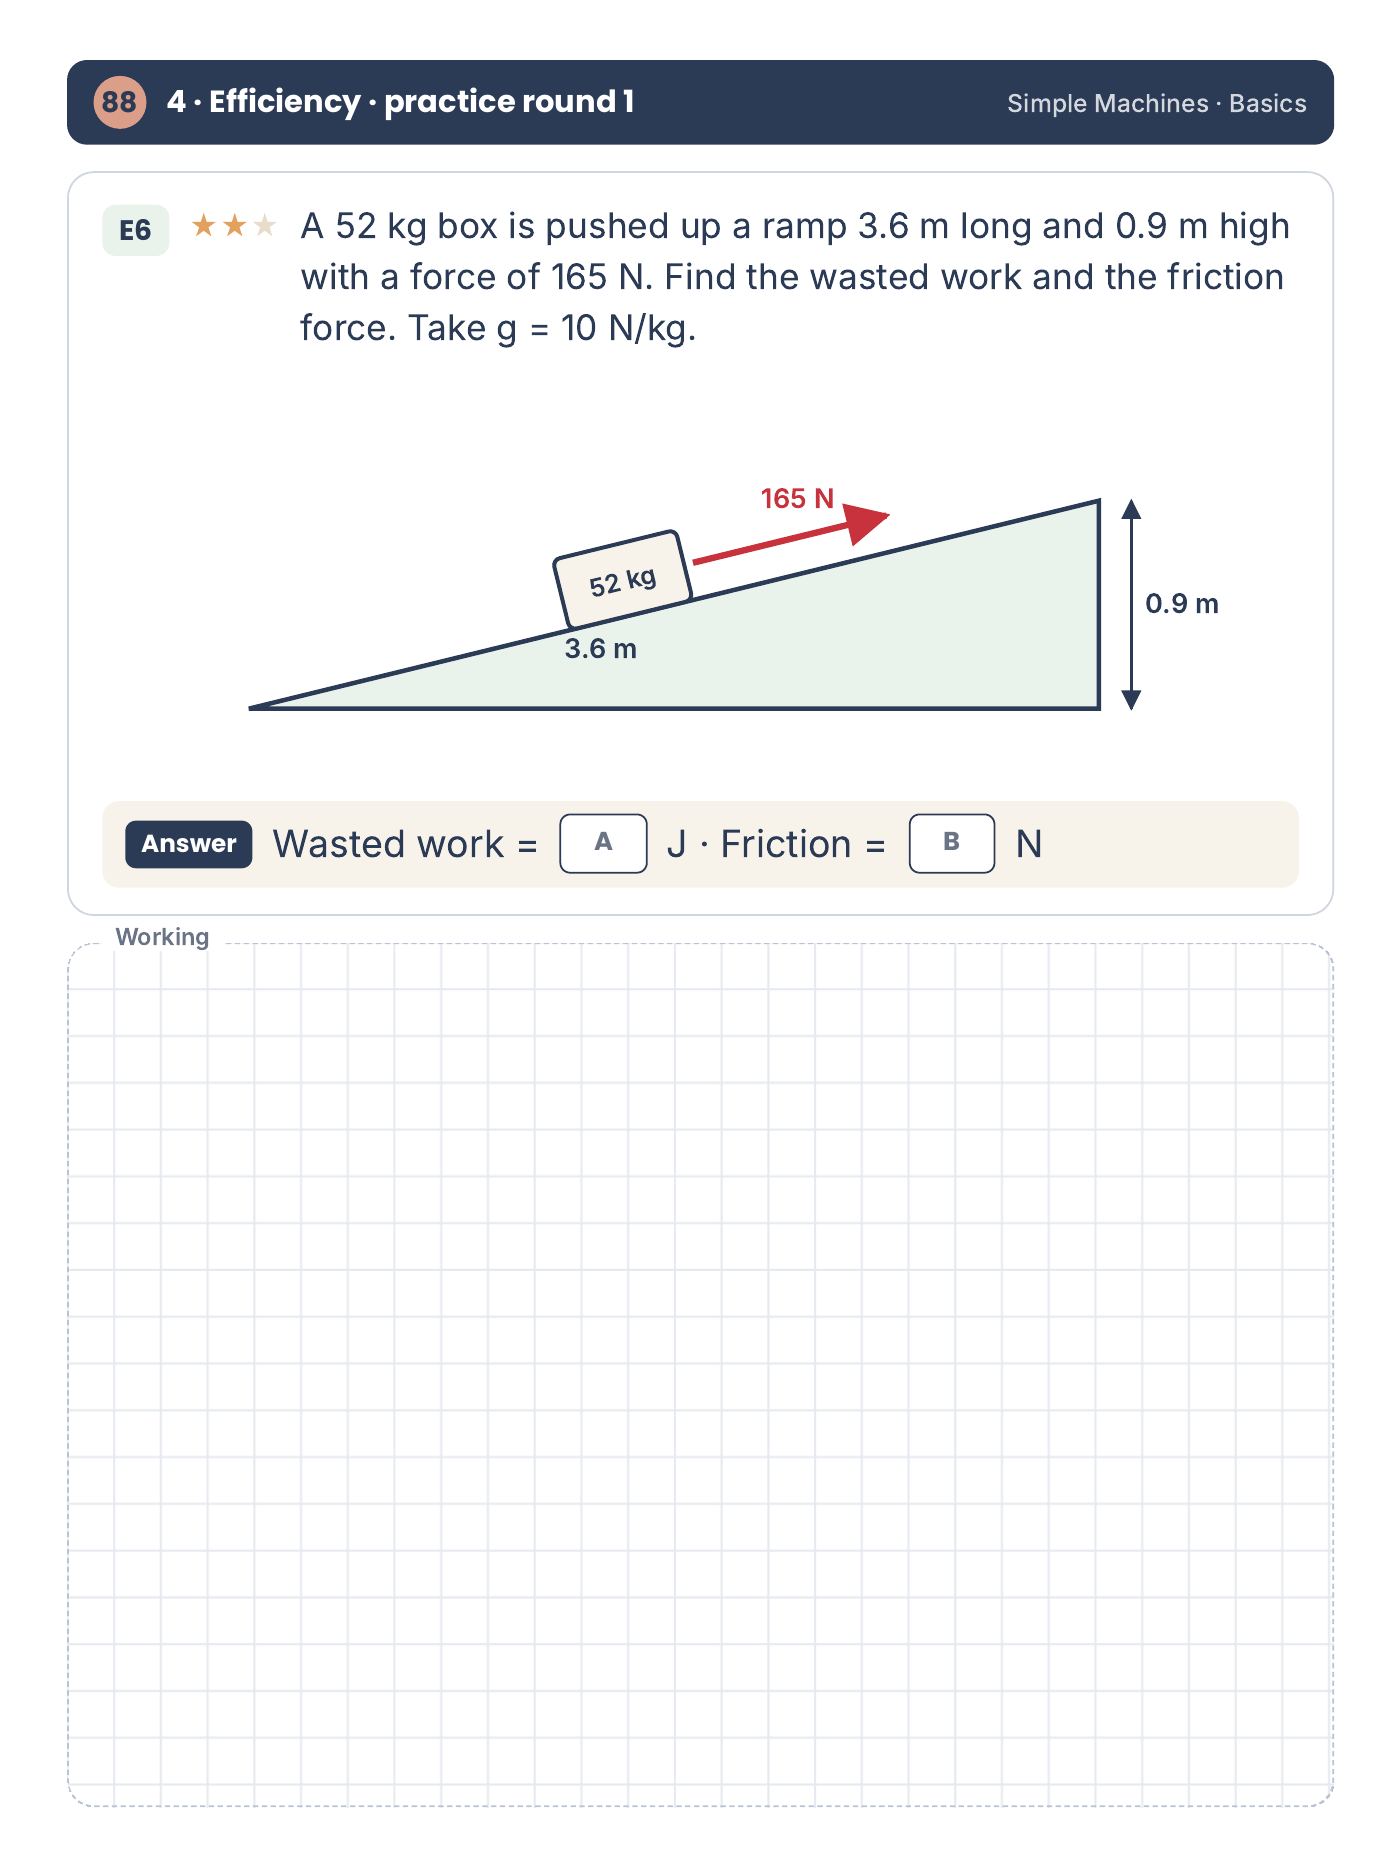 88 4 · Efficiency · practice round 1 Simple Machines · Basics
E6 ★★★ A 52 kg box is pushed up a ramp 3.6 m long and 0.9 m high
with a force of 165 N. Find the wasted work and the friction
force. Take g = 10 N/kg.
165 N
52 kg
0.9 m
3.6 m
Answer Wasted work = A J · Friction = B N
Working